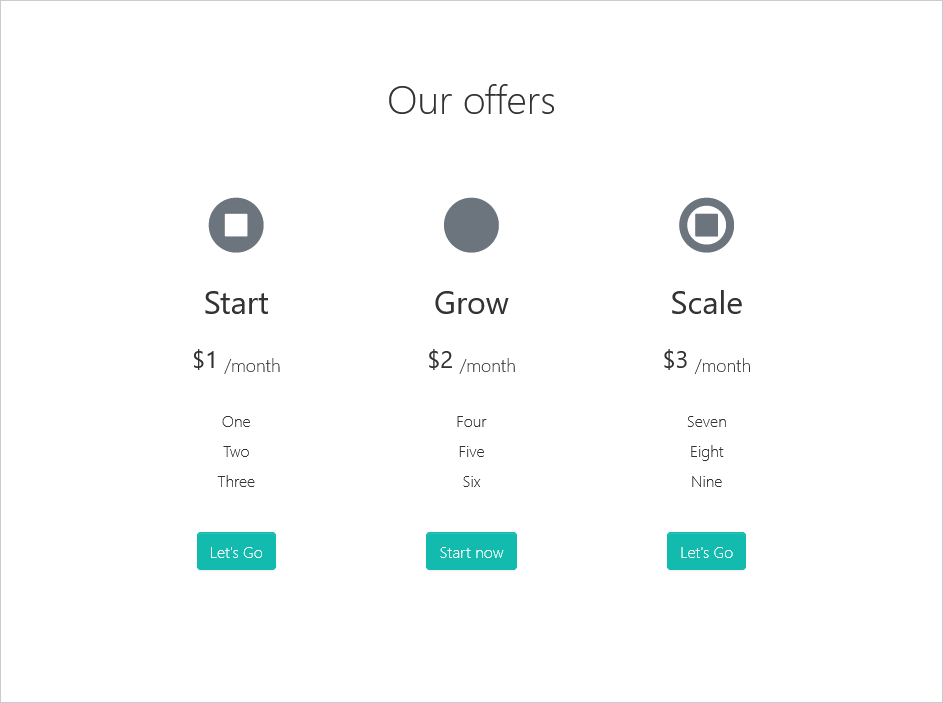 Our offers
Start
$1 /month
One
Two
Three
Let's Go
Grow
$2 /month
Four
Five
Six
Start now
Scale
$3 /month
Seven
Eight
Nine
Let's Go